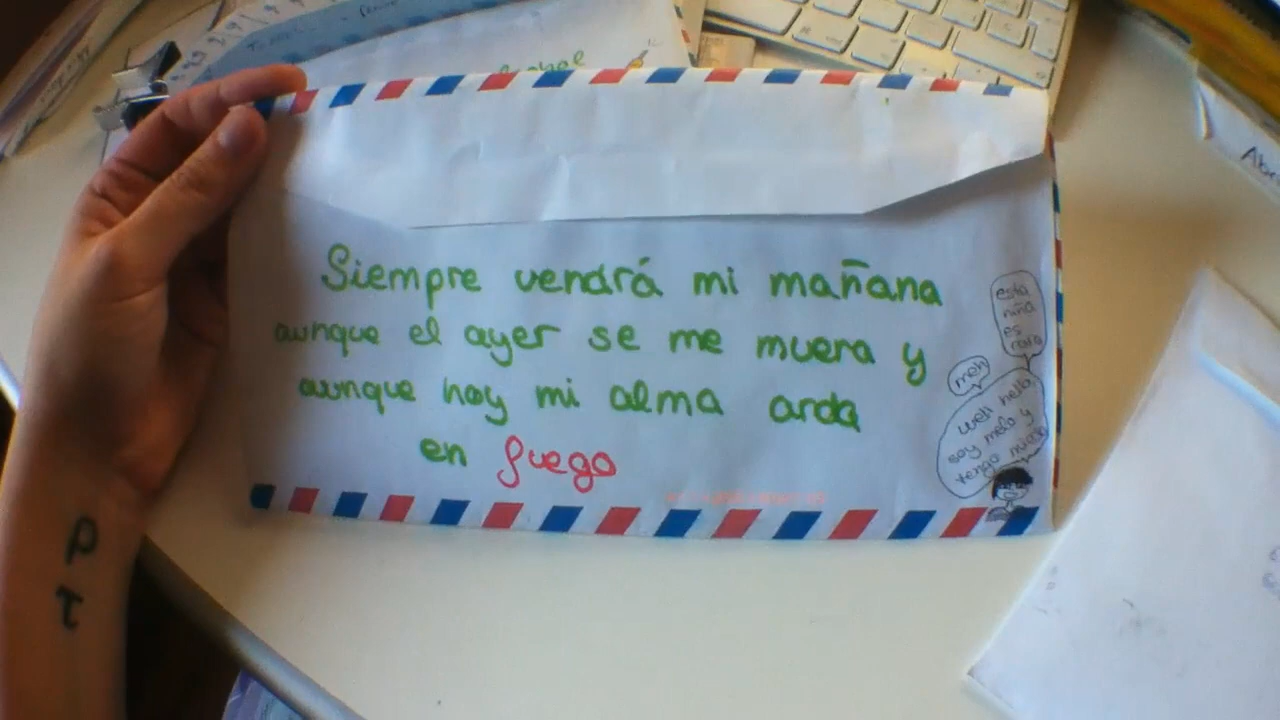 Siempre vendrá mi mañana
aunque el ayer se me muera y
aunque hoy mi alma arda
en fuego
esta
niña
es
rara
meh
well hello
soy melo y
tengo miedo
ρ
τ